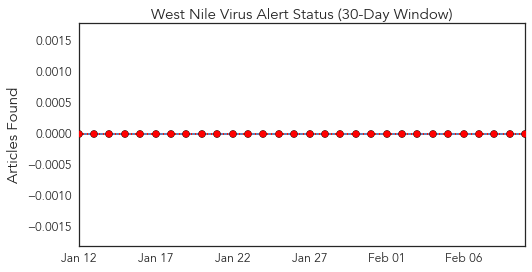 West Nile Virus Alert Status (30-Day Window)
Articles Found
0.0015
0.0010
0.0005
0.0000
−0.0005
−0.0010
−0.0015
Jan 12 Jan 17 Jan 22 Jan 27 Feb 01 Feb 06